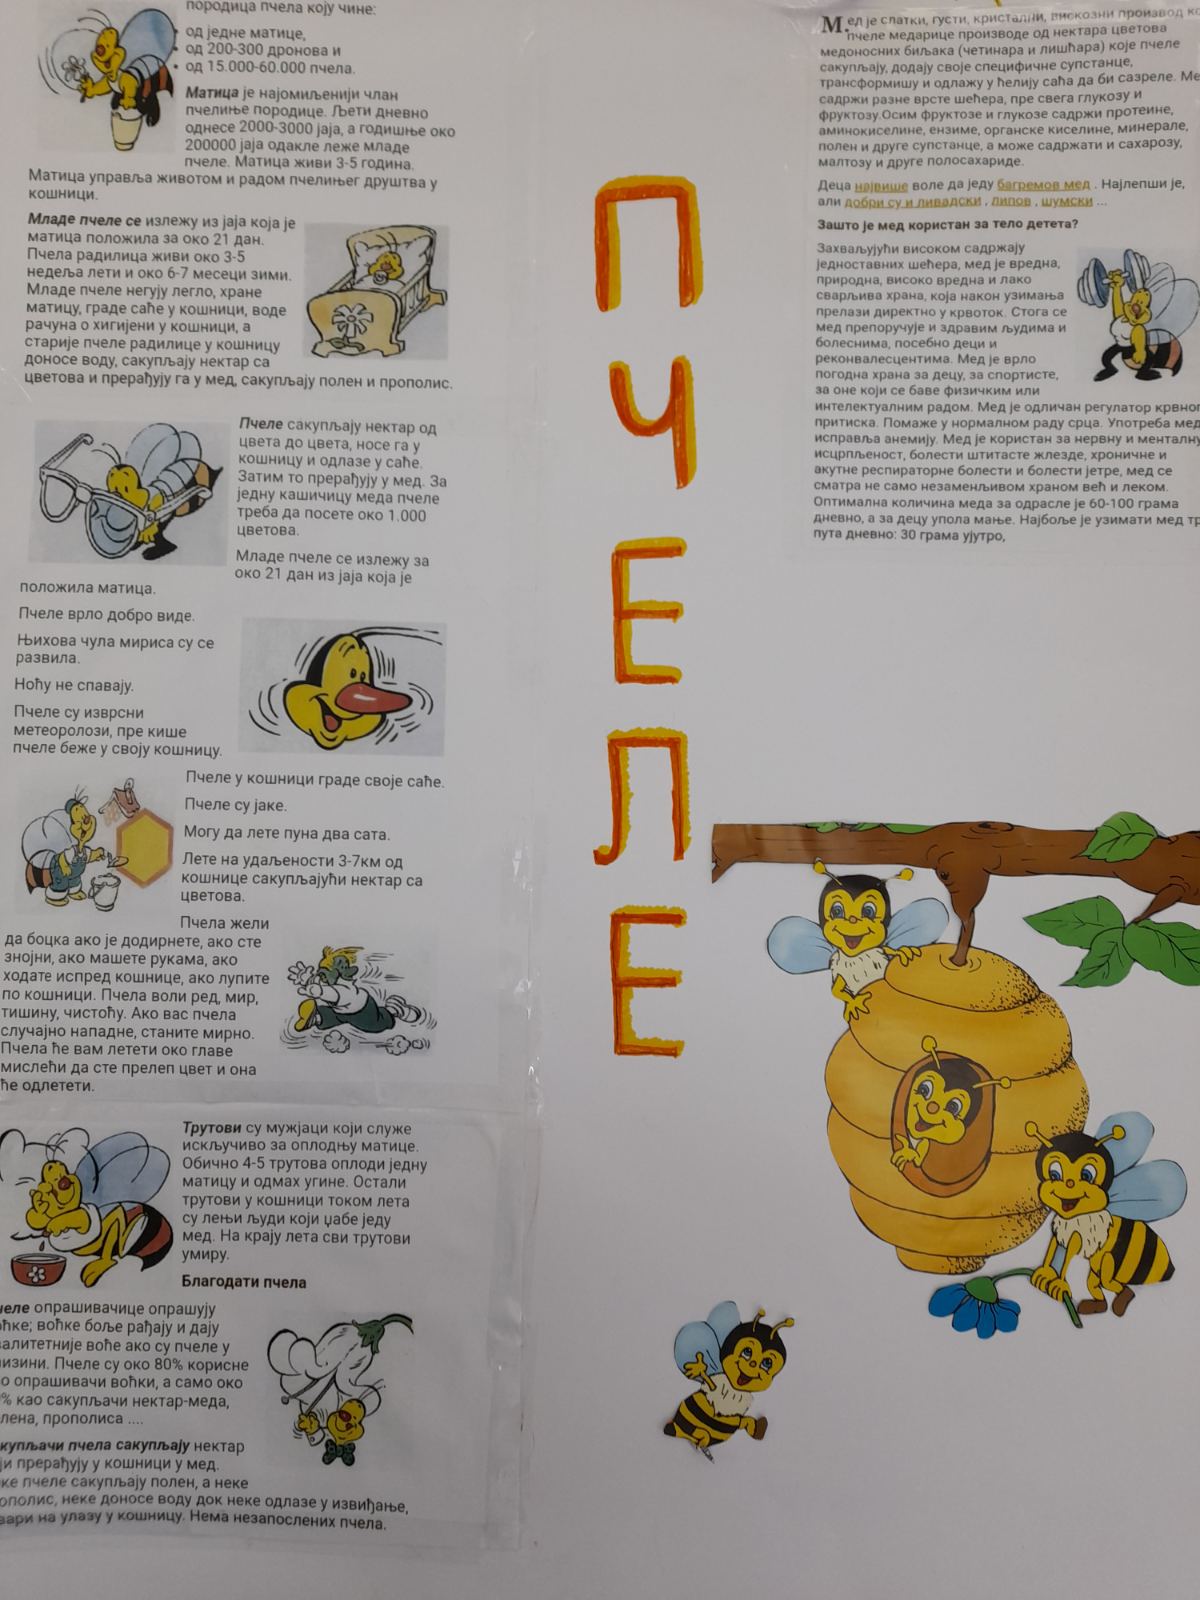 породица пчела коју чине:
од једне матице,
од 200-300 дронова и
од 15.000-60.000 пчела.
Матица је најомиљенији члан
пчелиње породице. Љети дневно
однесе 2000-3000 јаја, а годишње око
200000 јаја одакле леже младе
пчеле. Матица живи 3-5 година.
Матица управља животом и радом пчелињег друштва у
кошници.
Младе пчеле се излежу из јаја која је
матица положила за око 21 дан.
Пчела радилица живи око 3-5
недеља лети и око 6-7 месеци зими.
Младе пчеле негују легло, хране
матицу, граде саће у кошници, воде
рачуна о хигијени у кошници, а
старије пчеле радилице у кошницу
доносе воду, сакупљају нектар са
цветова и прерађују га у мед, сакупљају полен и прополис.
Пчеле сакупљају нектар од
цвета до цвета, носе га у
кошницу и одлазе у саће.
Затим то прерађују у мед. За
једну кашичицу меда пчеле
треба да посете око 1.000
цветова.
Младе пчеле се излежу за
око 21 дан из јаја која је
положила матица.
Пчеле врло добро виде.
Њихова чула мириса су се
развила.
Ноћу не спавају.
Пчеле су изврсни
метеоролози, пре кише
пчеле беже у своју кошницу.
Пчеле у кошници граде своје саће.
Пчеле су јаке.
Могу да лете пуна два сата.
Лете на удаљености 3-7км од
кошнице сакупљајући нектар са
цветова.
Пчела жели
да боцка ако је додирнете, ако сте
знојни, ако машете рукама, ако
ходате испред кошнице, ако лупите
по кошници. Пчела воли ред, мир,
тишину, чистоћу. Ако вас пчела
случајно нападне, станите мирно.
Пчела ће вам летети око главе
мислећи да сте прелеп цвет и она
ће одлетети.
Трутови су мужјаци који служе
искључиво за оплодњу матице.
Обично 4-5 трутова оплоди једну
матицу и одмах угине. Остали
трутови у кошници током лета
су лењи људи који џабе једу
мед. На крају лета сви трутови
умиру.
Благодати пчела
челе опрашивачице опрашују
оћке; воћке боље рађају и дају
валитетније воће ако су пчеле у
изини. Пчеле су око 80% корисне
о опрашивачи воћки, а само око
% као сакупљачи нектар-меда,
лена, прополиса ....
купљачи пчела сакупљају нектар
ји прерађују у кошници у мед.
ке пчеле сакупљају полен, а неке
ополис, неке доносе воду док неке одлазе у извиђање,
вари на улазу у кошницу. Нема незапослених пчела.
ПЧЕЛЕ
Мед је слатки, густи, кристални, вискозни производ ко
пчеле медарице производе од нектара цветова
медоносних биљака (четинара и лишћара) које пчеле
сакупљају, додају своје специфичне супстанце,
трансформишу и одлажу у ћелију саћа да би сазреле. Ме
садржи разне врсте шећера, пре свега глукозу и
фруктозу.Осим фруктозе и глукозе садржи протеине,
аминокиселине, ензиме, органске киселине, минерале,
полен и друге супстанце, а може садржати и сахарозу,
малтозу и друге полосахариде.
Деца највише воле да једу багремов мед . Најлепши је,
али добри су и ливадски , липов , шумски ...
Зашто је мед користан за тело детета?
Захваљујући високом садржају
једноставних шећера, мед је вредна,
природна, високо вредна и лако
сварљива храна, која након узимања
прелази директно у крвоток. Стога се
мед препоручује и здравим људима и
болеснима, посебно деци и
реконвалесцентима. Мед је врло
погодна храна за децу, за спортисте,
за оне који се баве физичким или
интелектуалним радом. Мед је одличан регулатор крвног
притиска. Помаже у нормалном раду срца. Употреба мед
исправља анемију. Мед је користан за нервну и менталну
исцрпљеност, болести штитасте жлезде, хроничне и
акутне респираторне болести и болести јетре, мед се
сматра не само незаменљивом храном већ и леком.
Оптимална количина меда за одрасле је 60-100 грама
дневно, а за децу упола мање. Најбоље је узимати мед тр
пута дневно: 30 грама ујутро,